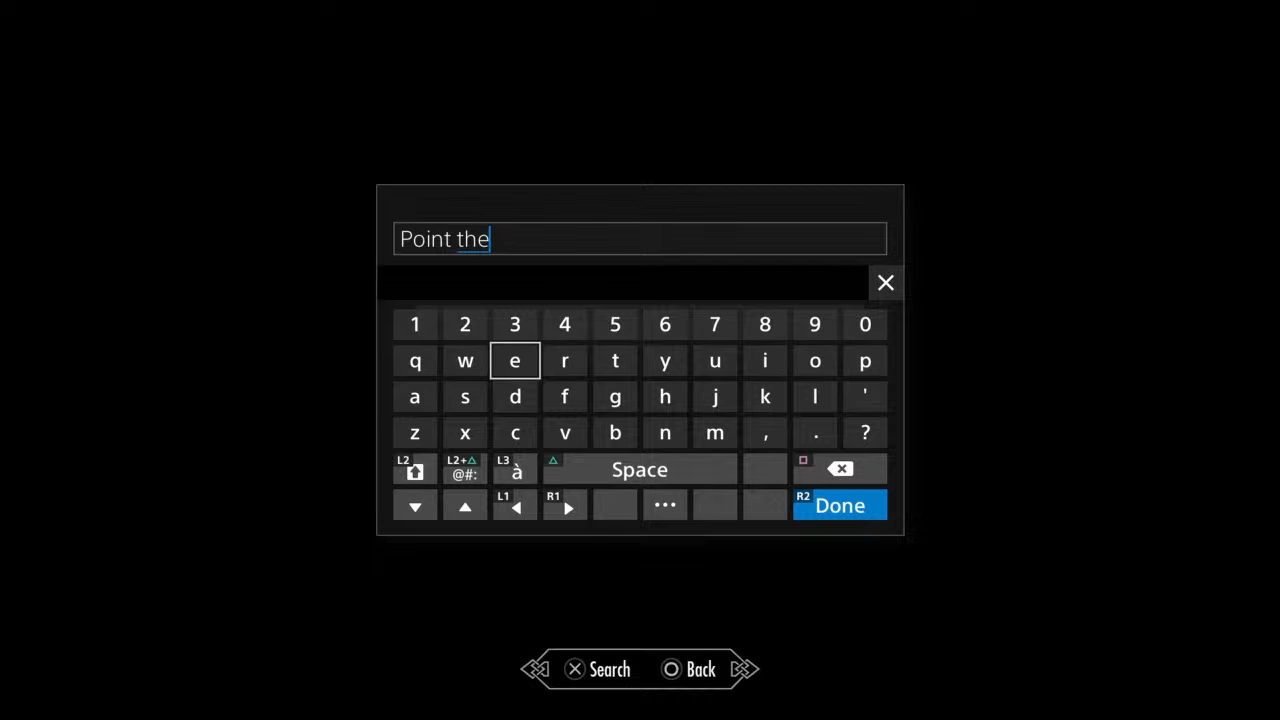 Point the
1 2 3 4 5 6 7 8 9 0
q w e r t y u i o p
a s d f g h j k l '
z x c v b n m , . ?
L2 L2+△ @#: L3 à △ Space
L1 R1 ... R2 Done
Search Back